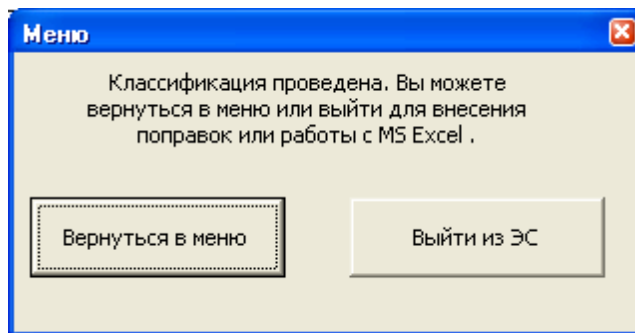 Меню
Классификация проведена. Вы можете
вернуться в меню или выйти для внесения
поправок или работы с MS Excel .
Вернуться в меню
Выйти из ЭС